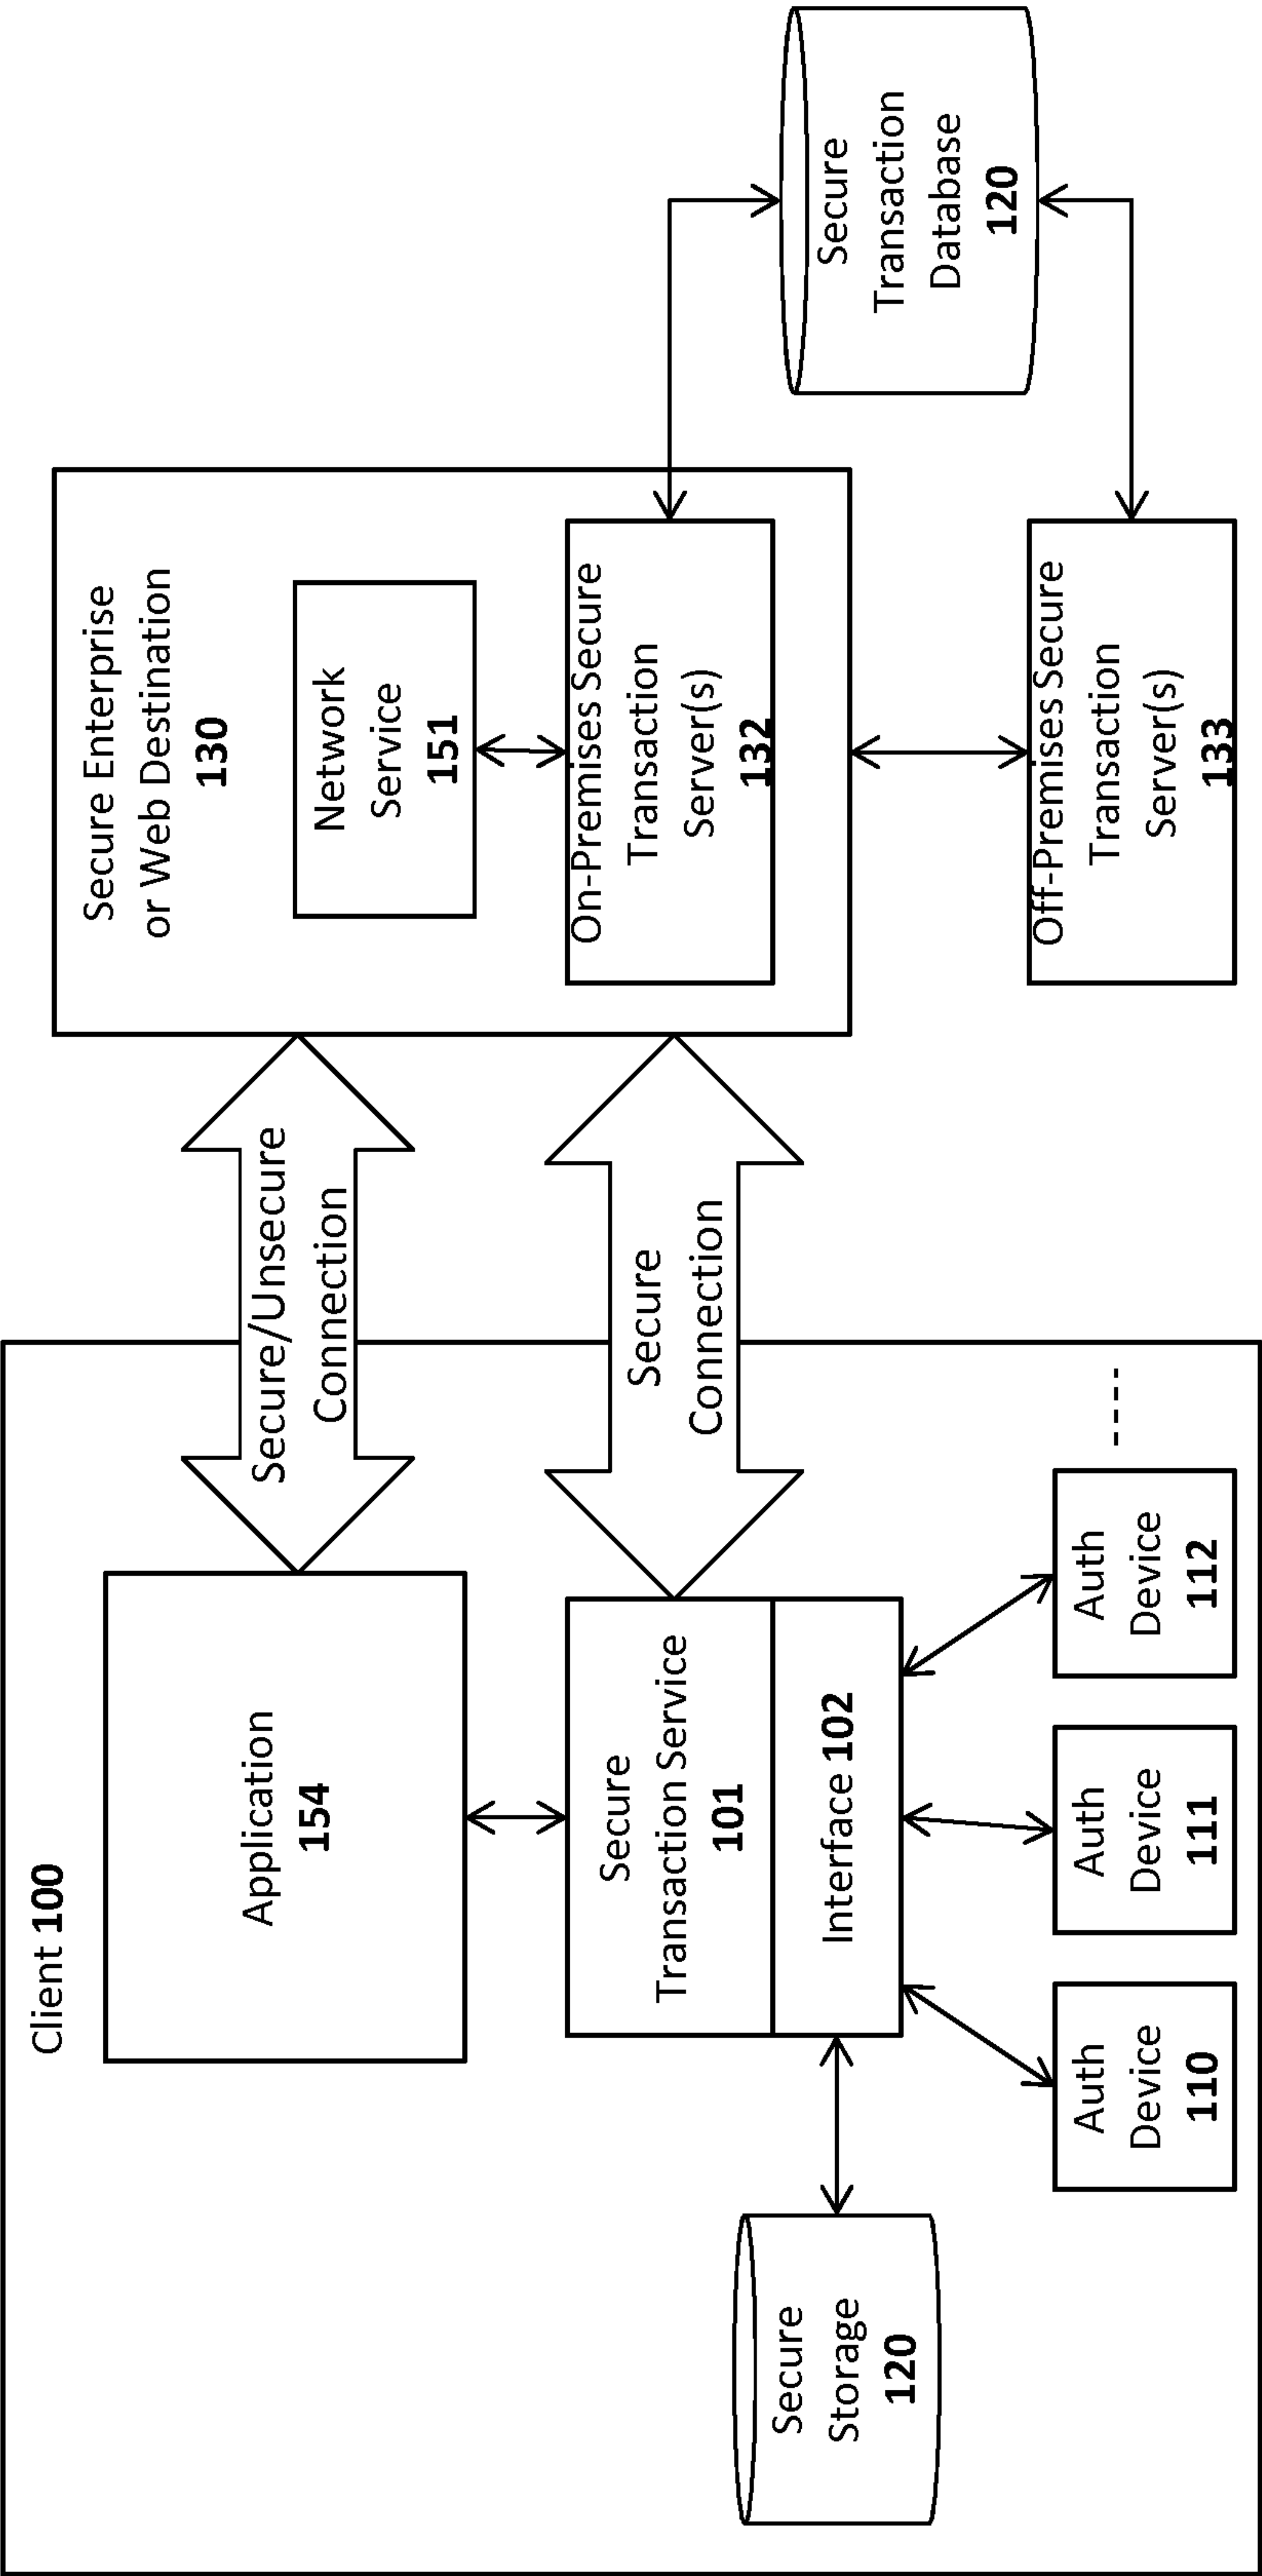 Client 100
Application
154
Secure/Unsecure
Connection
Secure Enterprise
or Web Destination
130
Network
Service
151
Secure
Transaction Service
101
Interface 102
Secure
Connection
On-Premises Secure
Transaction
Server(s)
132
Secure
Storage
120
Auth
Device
110
Auth
Device
111
Auth
Device
112
Off-Premises Secure
Transaction
Server(s)
133
Secure
Transaction
Database
120